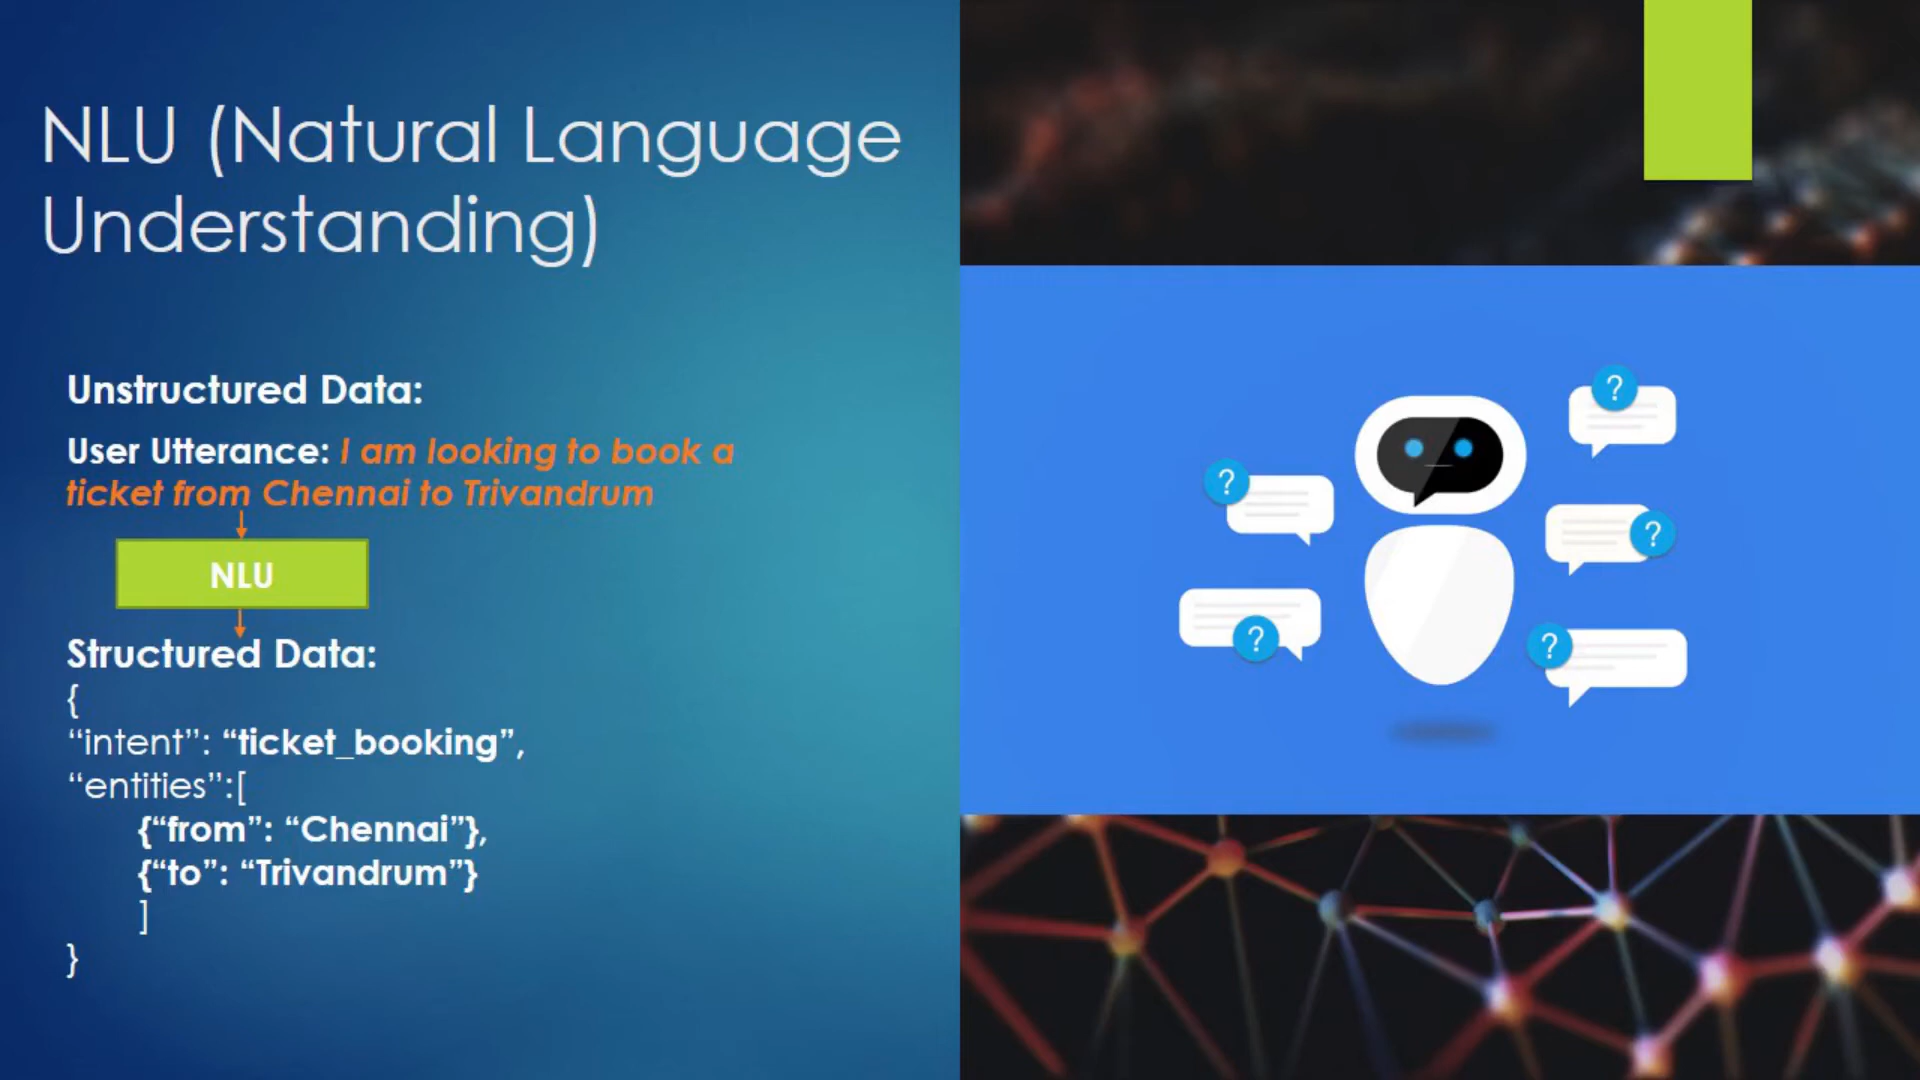 NLU (Natural Language
Understanding)
Unstructured Data:
User Utterance: I am looking to book a
ticket from Chennai to Trivandrum
NLU
Structured Data:
{
“intent”: “ticket_booking”,
“entities”:[
{“from”: “Chennai”},
{“to”: “Trivandrum”}
]
}
?
?
?
?
?